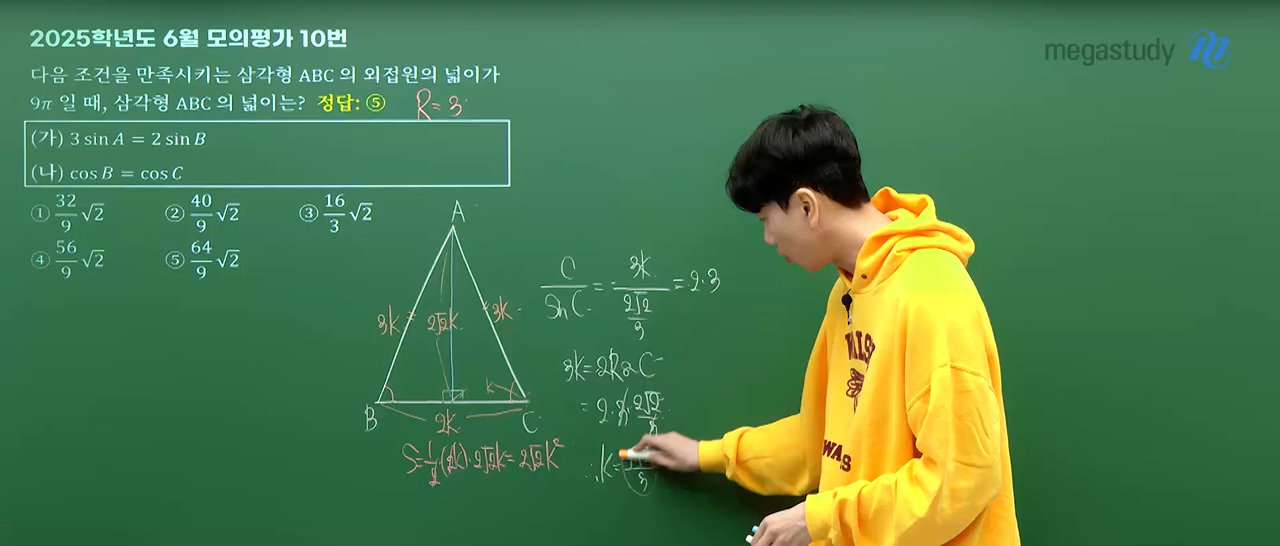 2025학년도 6월 모의평가 10번
megastudy
다음 조건을 만족시키는 삼각형 ABC 의 외접원의 넓이가
9π 일 때, 삼각형 ABC 의 넓이는? 정답: ⑤
R=3
(가) 3 sin A = 2 sin B
(나) cos B = cos C
① 32/9 √2 ② 40/9 √2 ③ 16/3 √2
④ 56/9 √2 ⑤ 64/9 √2
A
C/sin C = 3k/(2√2/3) = 2·3
3k 2√2k 3k
3k=2R sin C
k
= 2·3·2√2/3
B 2k C
S=1/2(2k)·2√2k=2√2k²
∴k=
WASPS